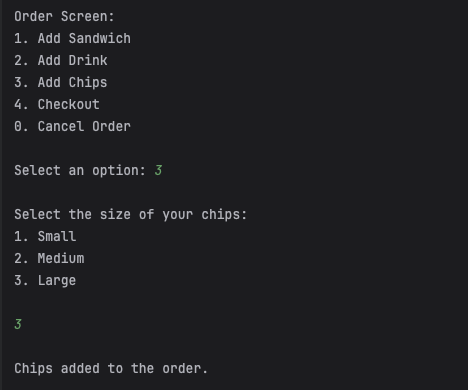 Order Screen:
1. Add Sandwich
2. Add Drink
3. Add Chips
4. Checkout
0. Cancel Order
Select an option: 3
Select the size of your chips:
1. Small
2. Medium
3. Large
3
Chips added to the order.